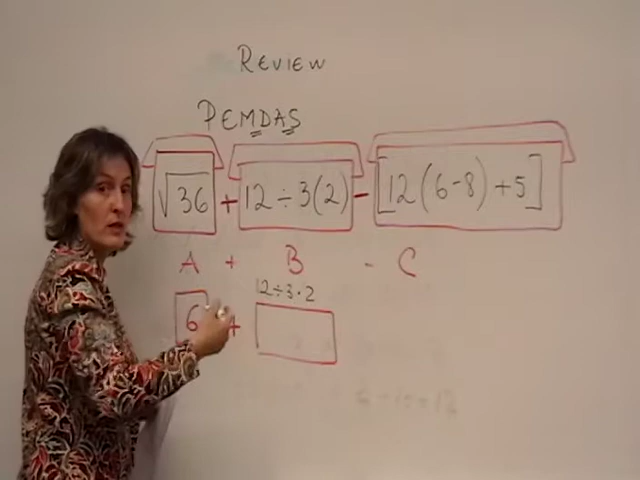 Review
PEMDAS
√36 + 12 ÷ 3(2) - [12(6-8) + 5]
A + B - C
12 ÷ 3 · 2
6 +